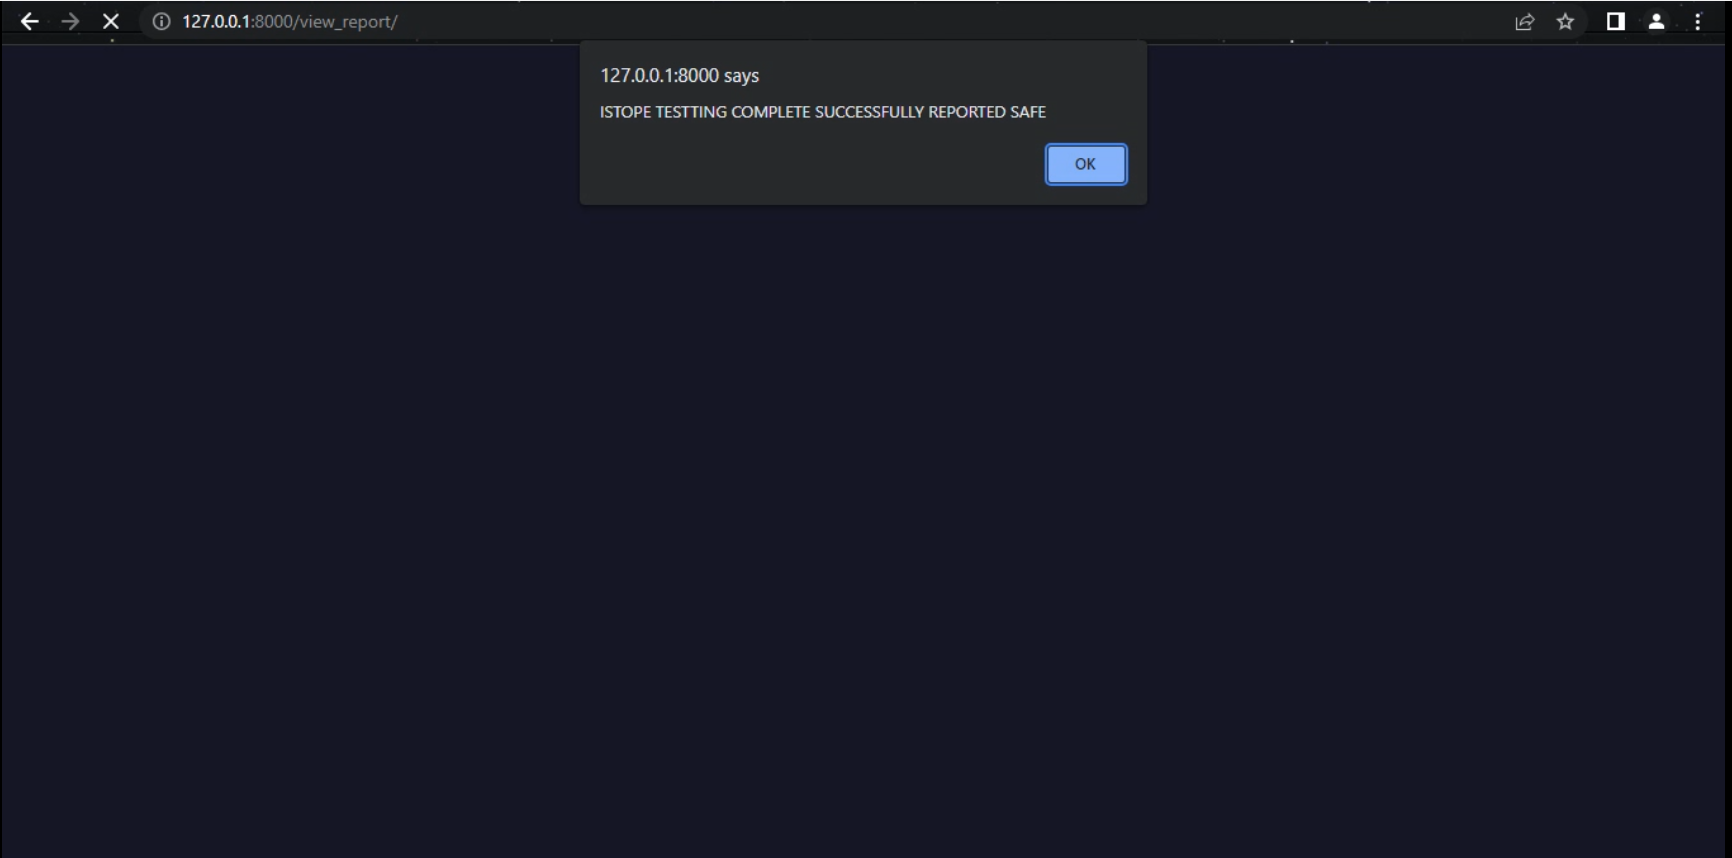 127.0.0.1:8000/view_report/
127.0.0.1:8000 says
ISTOPE TESTTING COMPLETE SUCCESSFULLY REPORTED SAFE
OK